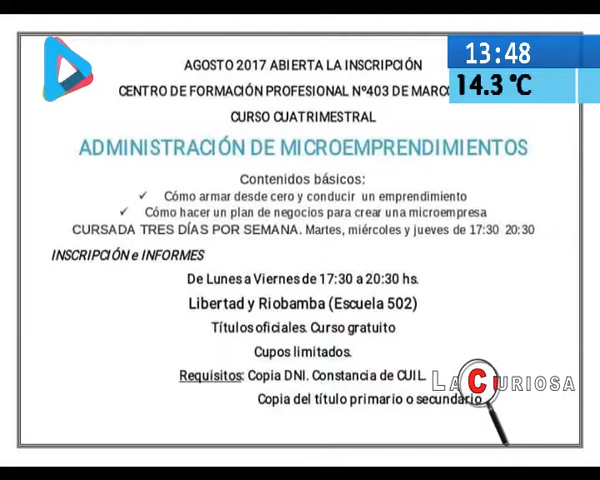 13:48
14.3 °C
AGOSTO 2017 ABIERTA LA INSCRIPCIÓN
CENTRO DE FORMACIÓN PROFESIONAL Nº403 DE
CURSO CUATRIMESTRAL
ADMINISTRACIÓN DE MICROEMPRENDIMIENTOS
Contenidos básicos:
✓ Cómo armar desde cero y conducir un emprendimiento
✓ Cómo hacer un plan de negocios para crear una microempresa
CURSADA TRES DÍAS POR SEMANA. Martes, miércoles y jueves de 17:30 20:30
INSCRIPCIÓN e INFORMES
De Lunes a Viernes de 17:30 a 20:30 hs.
Libertad y Riobamba (Escuela 502)
Títulos oficiales. Curso gratuito
Cupos limitados.
Requisitos: Copia DNI. Constancia de CUIL.
LA CURIOSA
Copia del título primario o secundario